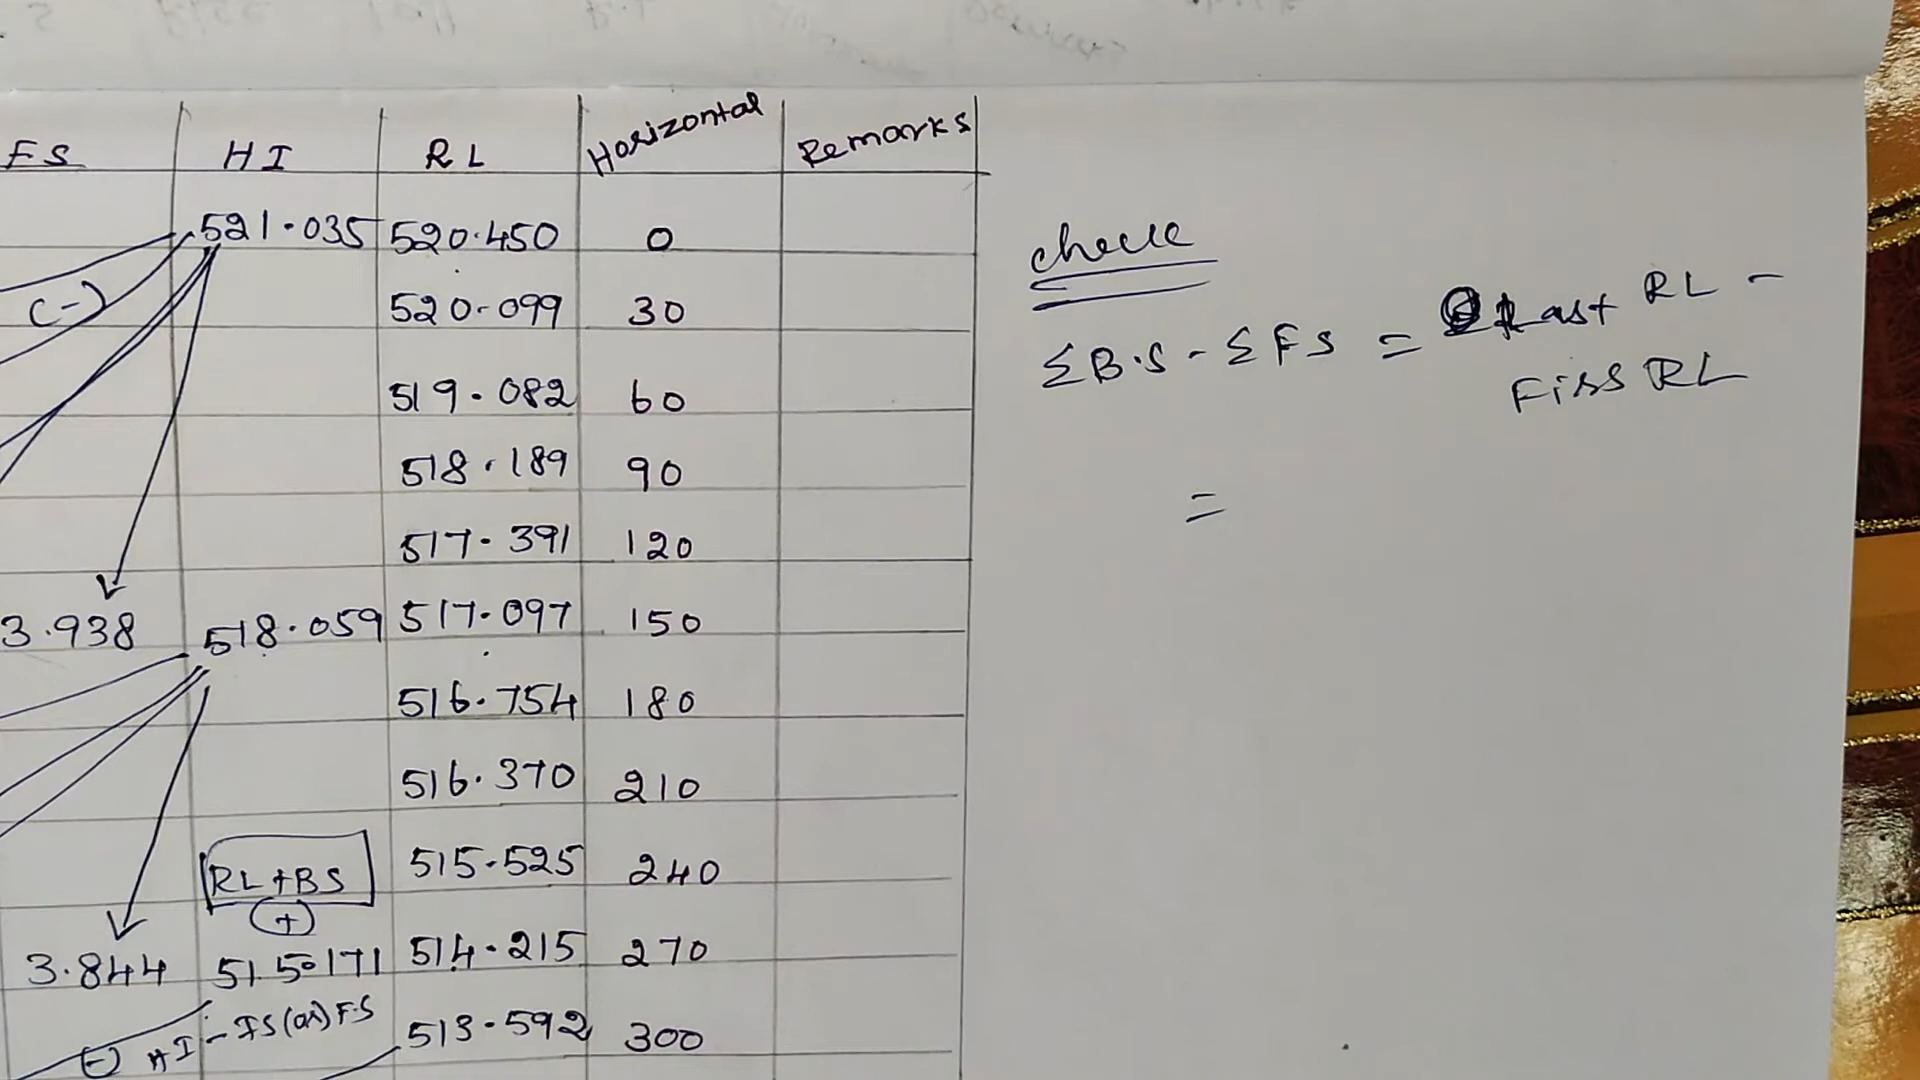 FS HI RL Horizontal Remarks
521.035 520.450 0
(-) 520.099 30
519.082 60
518.189 90
517.391 120
3.938 518.059 517.097 150
516.754 180
516.370 210
RL+BS 515.525 240
(+)
3.844 515.171 514.215 270
(-) HI - IS (or) F.S 513.592 300
check
ΣB.S - ΣFS = Last RL -
Firs RL
=